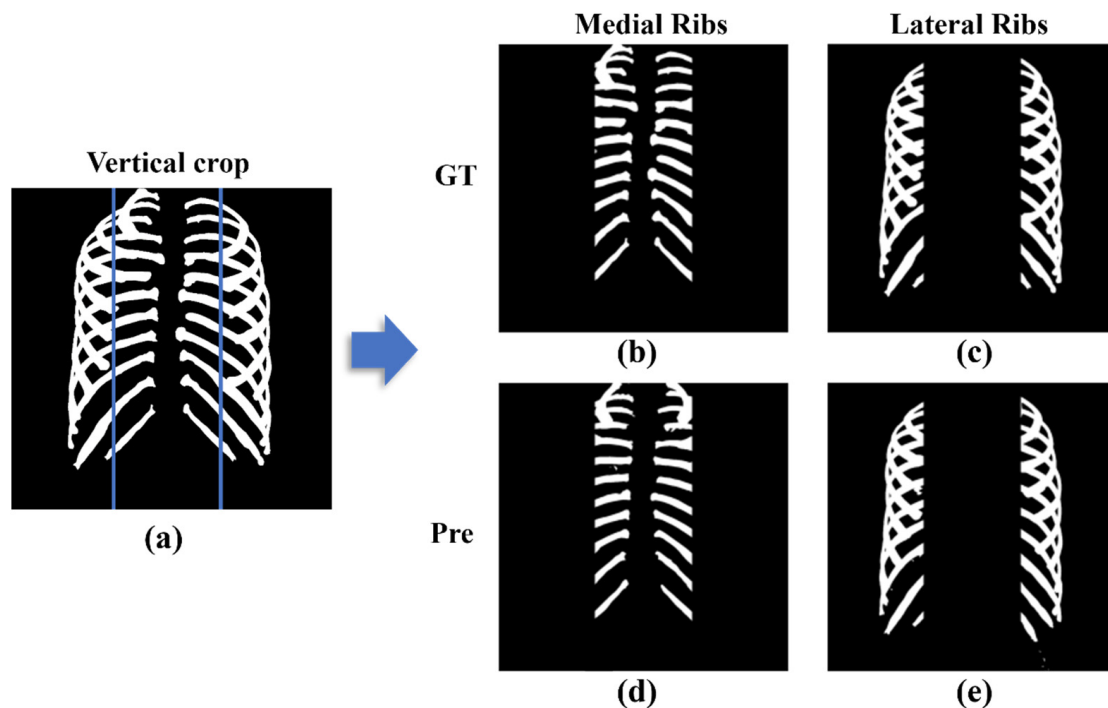 Medial Ribs
Lateral Ribs
Vertical crop
GT
(a)
(b)
(c)
Pre
(d)
(e)